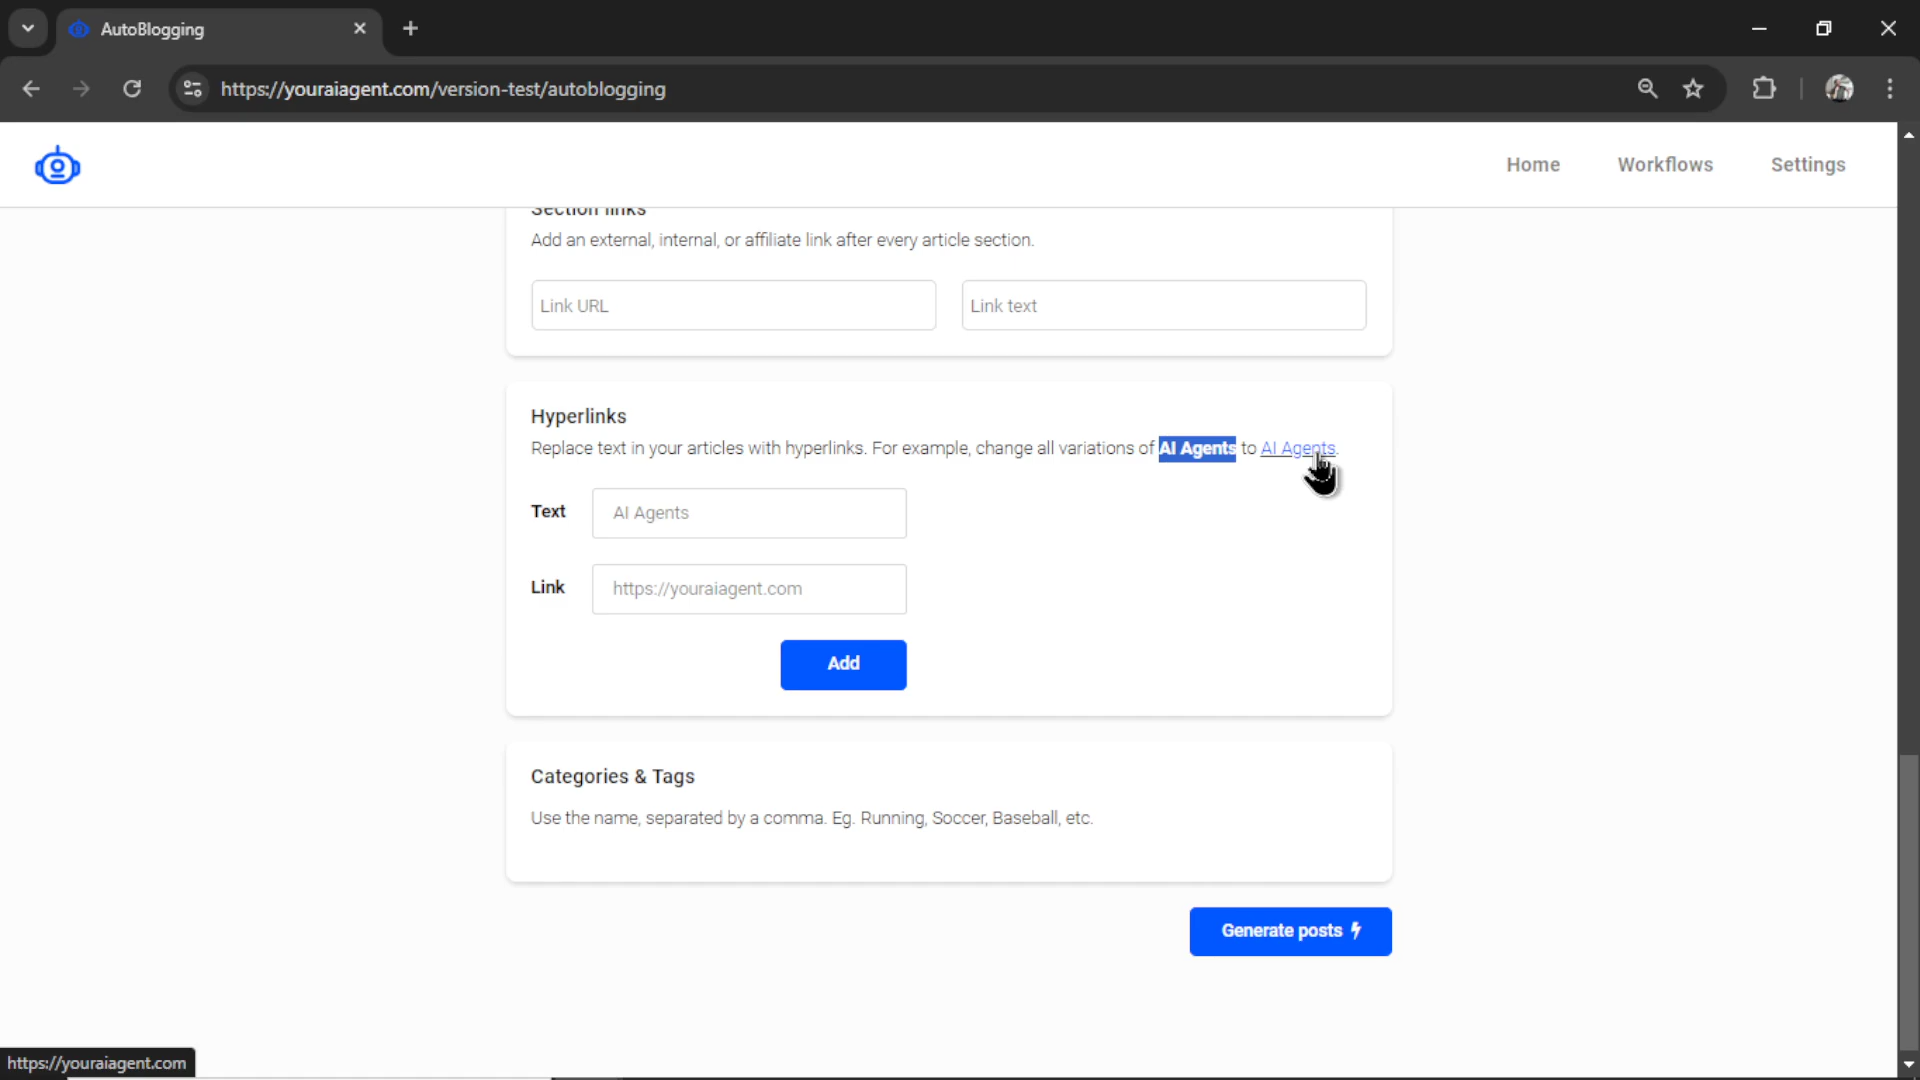 AutoBlogging
https://youraiagent.com/version-test/autoblogging
Home Workflows Settings
Section links
Add an external, internal, or affiliate link after every article section.
Link URL Link text
Hyperlinks
Replace text in your articles with hyperlinks. For example, change all variations of AI Agents to AI Agents.
Text AI Agents
Link https://youraiagent.com
Add
Categories & Tags
Use the name, separated by a comma. Eg. Running, Soccer, Baseball, etc.
Generate posts
https://youraiagent.com